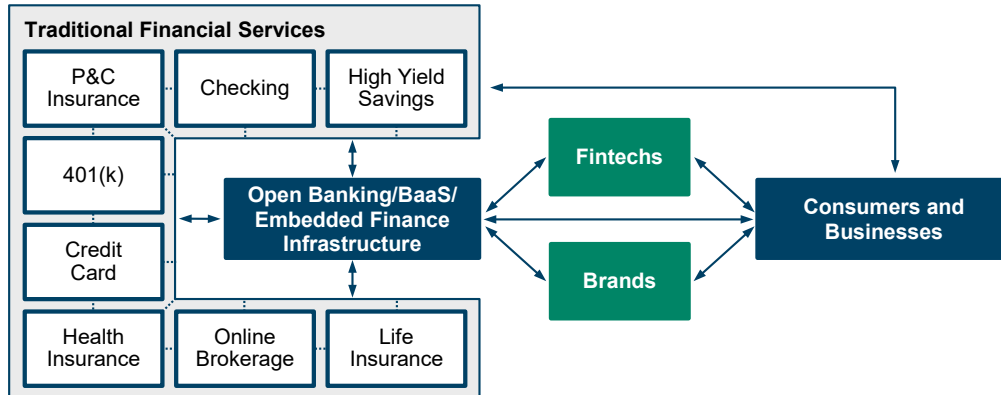 Traditional Financial Services
P&C
Insurance
Checking
High Yield
Savings
401(k)
Credit
Card
Health
Insurance
Online
Brokerage
Life
Insurance
Open Banking/BaaS/
Embedded Finance
Infrastructure
Fintechs
Brands
Consumers and
Businesses